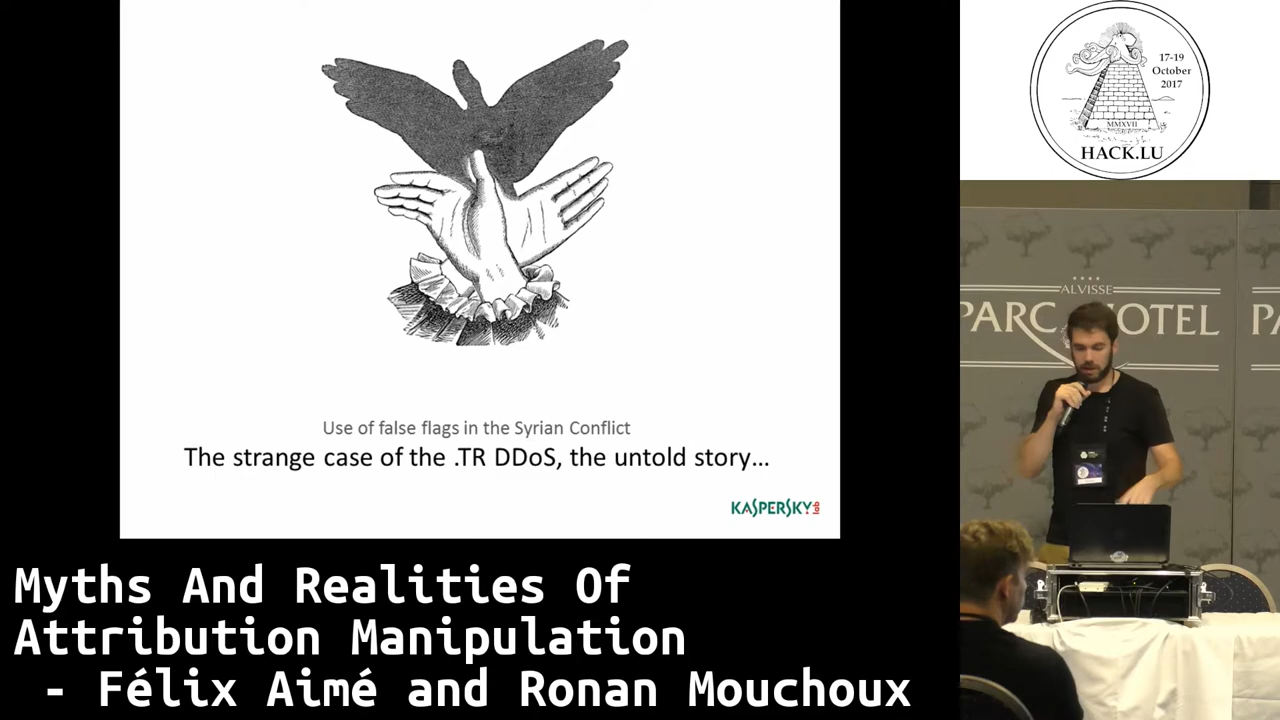 Use of false flags in the Syrian Conflict
The strange case of the .TR DDoS, the untold story...
KASPERSKY lab
17-19
October
2017
MMXVII
HACK.LU
ALVISSE
PARC HOTEL
PA
Myths And Realities Of
Attribution Manipulation
- Félix Aimé and Ronan Mouchoux